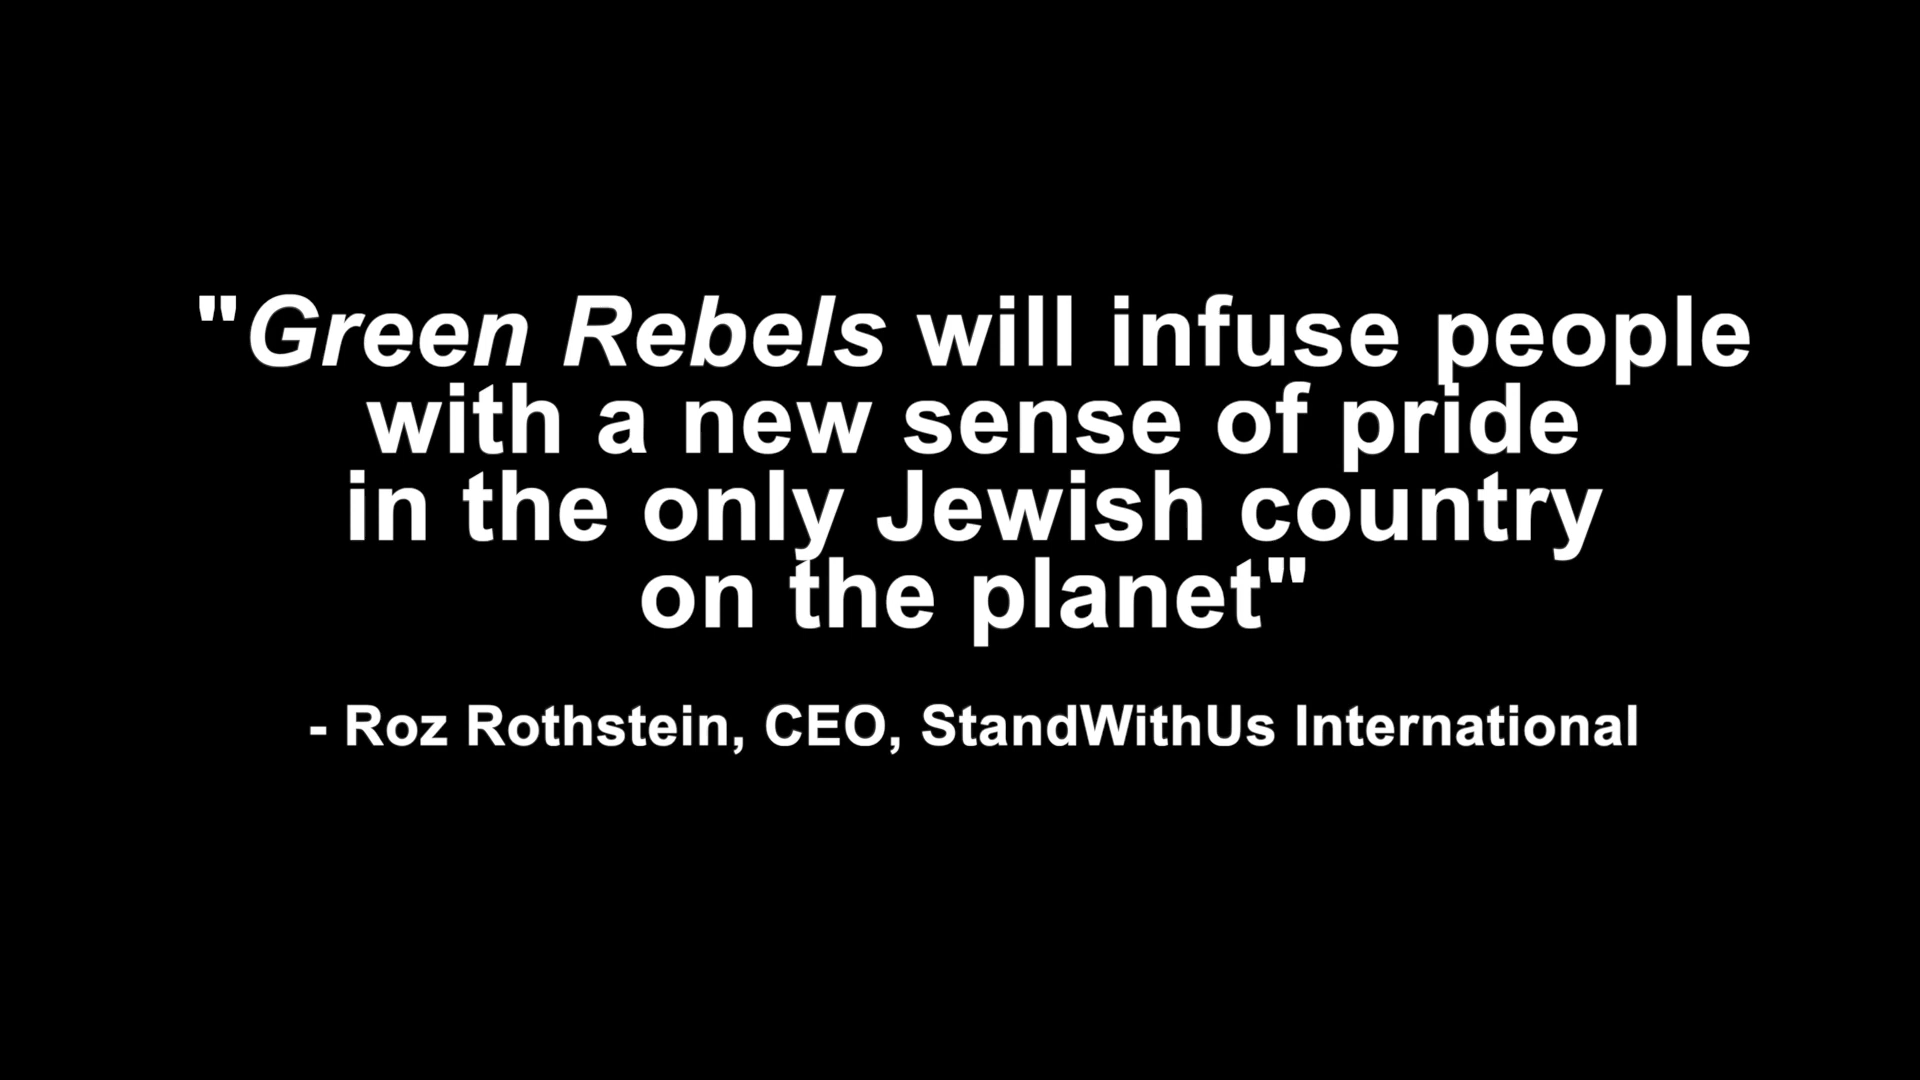 "Green Rebels will infuse people
with a new sense of pride
in the only Jewish country
on the planet"
- Roz Rothstein, CEO, StandWithUs International